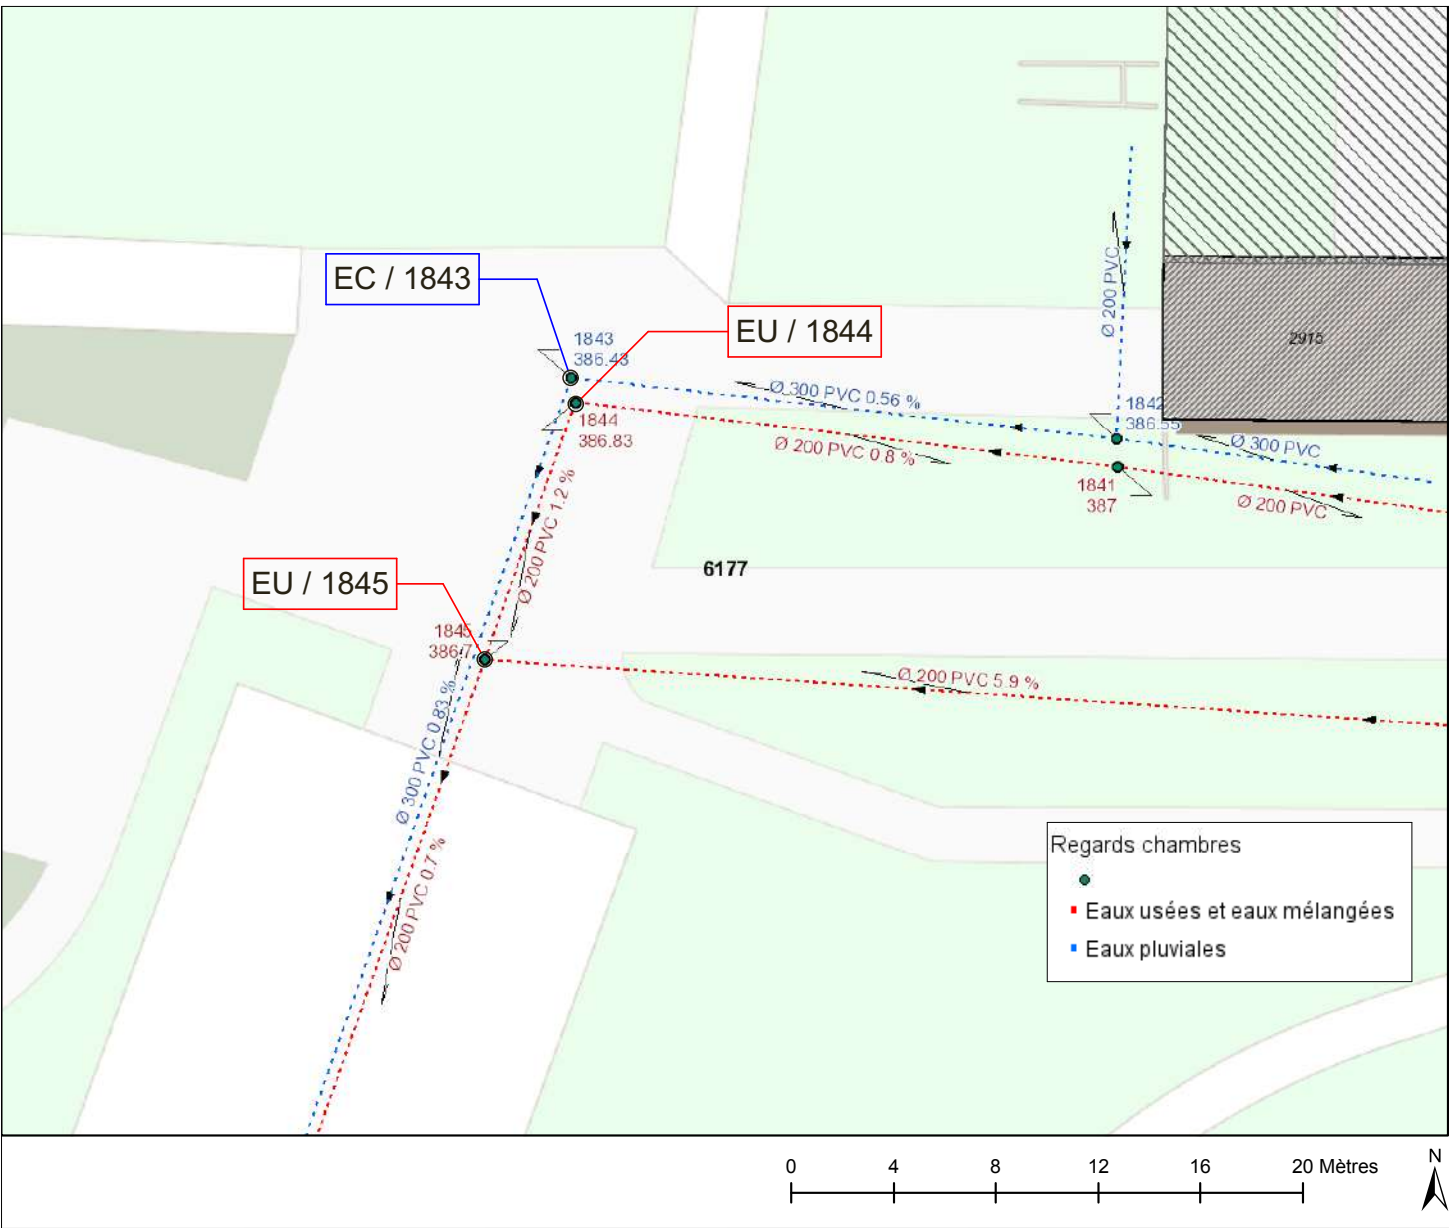 EC / 1843
EU / 1844
1843
386.43
Ø 200 PVC
2915
Ø 300 PVC 0.56 %
1842
386.55
1844
386.83
Ø 200 PVC 0.8 %
Ø 300 PVC
1841
387
Ø 200 PVC
Ø 200 PVC 1.2 %
6177
EU / 1845
1845
386.7
Ø 200 PVC 5.9 %
Ø 300 PVC 0.83 %
Ø 200 PVC 0.7 %
Regards chambres
Eaux usées et eaux mélangées
Eaux pluviales
0 4 8 12 16 20 Mètres
N